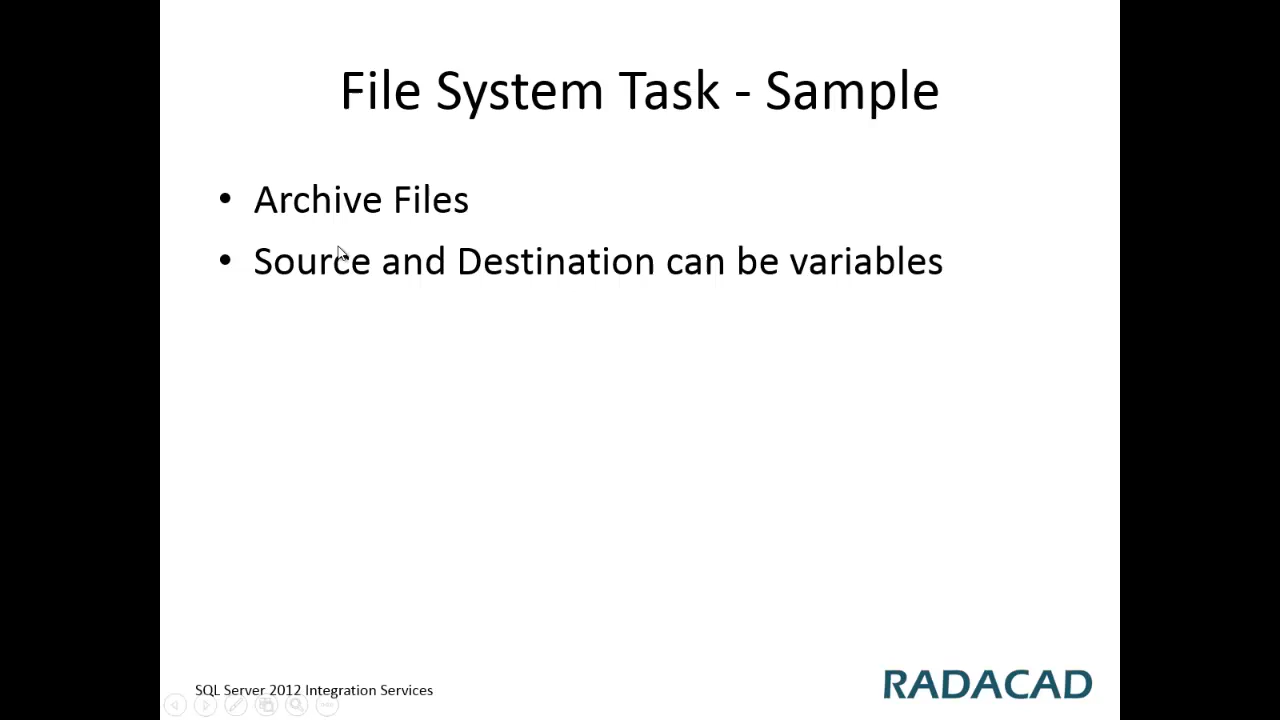 File System Task - Sample
• Archive Files
• Source and Destination can be variables
SQL Server 2012 Integration Services
RADACAD